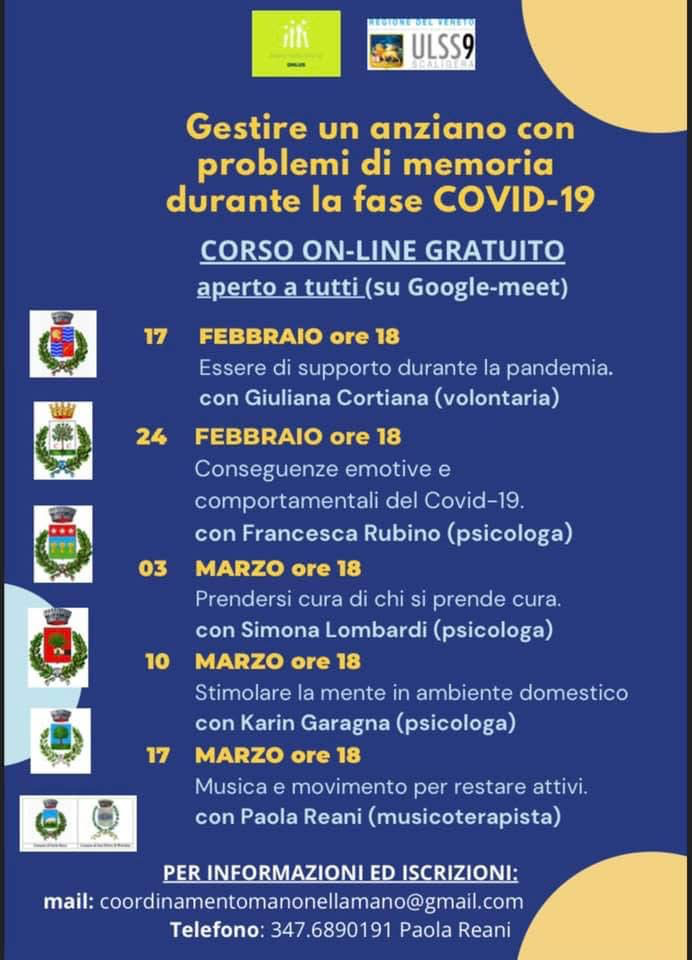 ONLUS
REGIONE DEL VENETO
ULSS9
SCALIGERA
Gestire un anziano con
problemi di memoria
durante la fase COVID-19
CORSO ON-LINE GRATUITO
aperto a tutti (su Google-meet)
17 FEBBRAIO ore 18
Essere di supporto durante la pandemia.
con Giuliana Cortiana (volontaria)
24 FEBBRAIO ore 18
Conseguenze emotive e
comportamentali del Covid-19.
con Francesca Rubino (psicologa)
03 MARZO ore 18
Prendersi cura di chi si prende cura.
con Simona Lombardi (psicologa)
10 MARZO ore 18
Stimolare la mente in ambiente domestico
con Karin Garagna (psicologa)
17 MARZO ore 18
Musica e movimento per restare attivi.
con Paola Reani (musicoterapista)
PER INFORMAZIONI ED ISCRIZIONI:
mail: coordinamentomanonellamano@gmail.com
Telefono: 347.6890191 Paola Reani